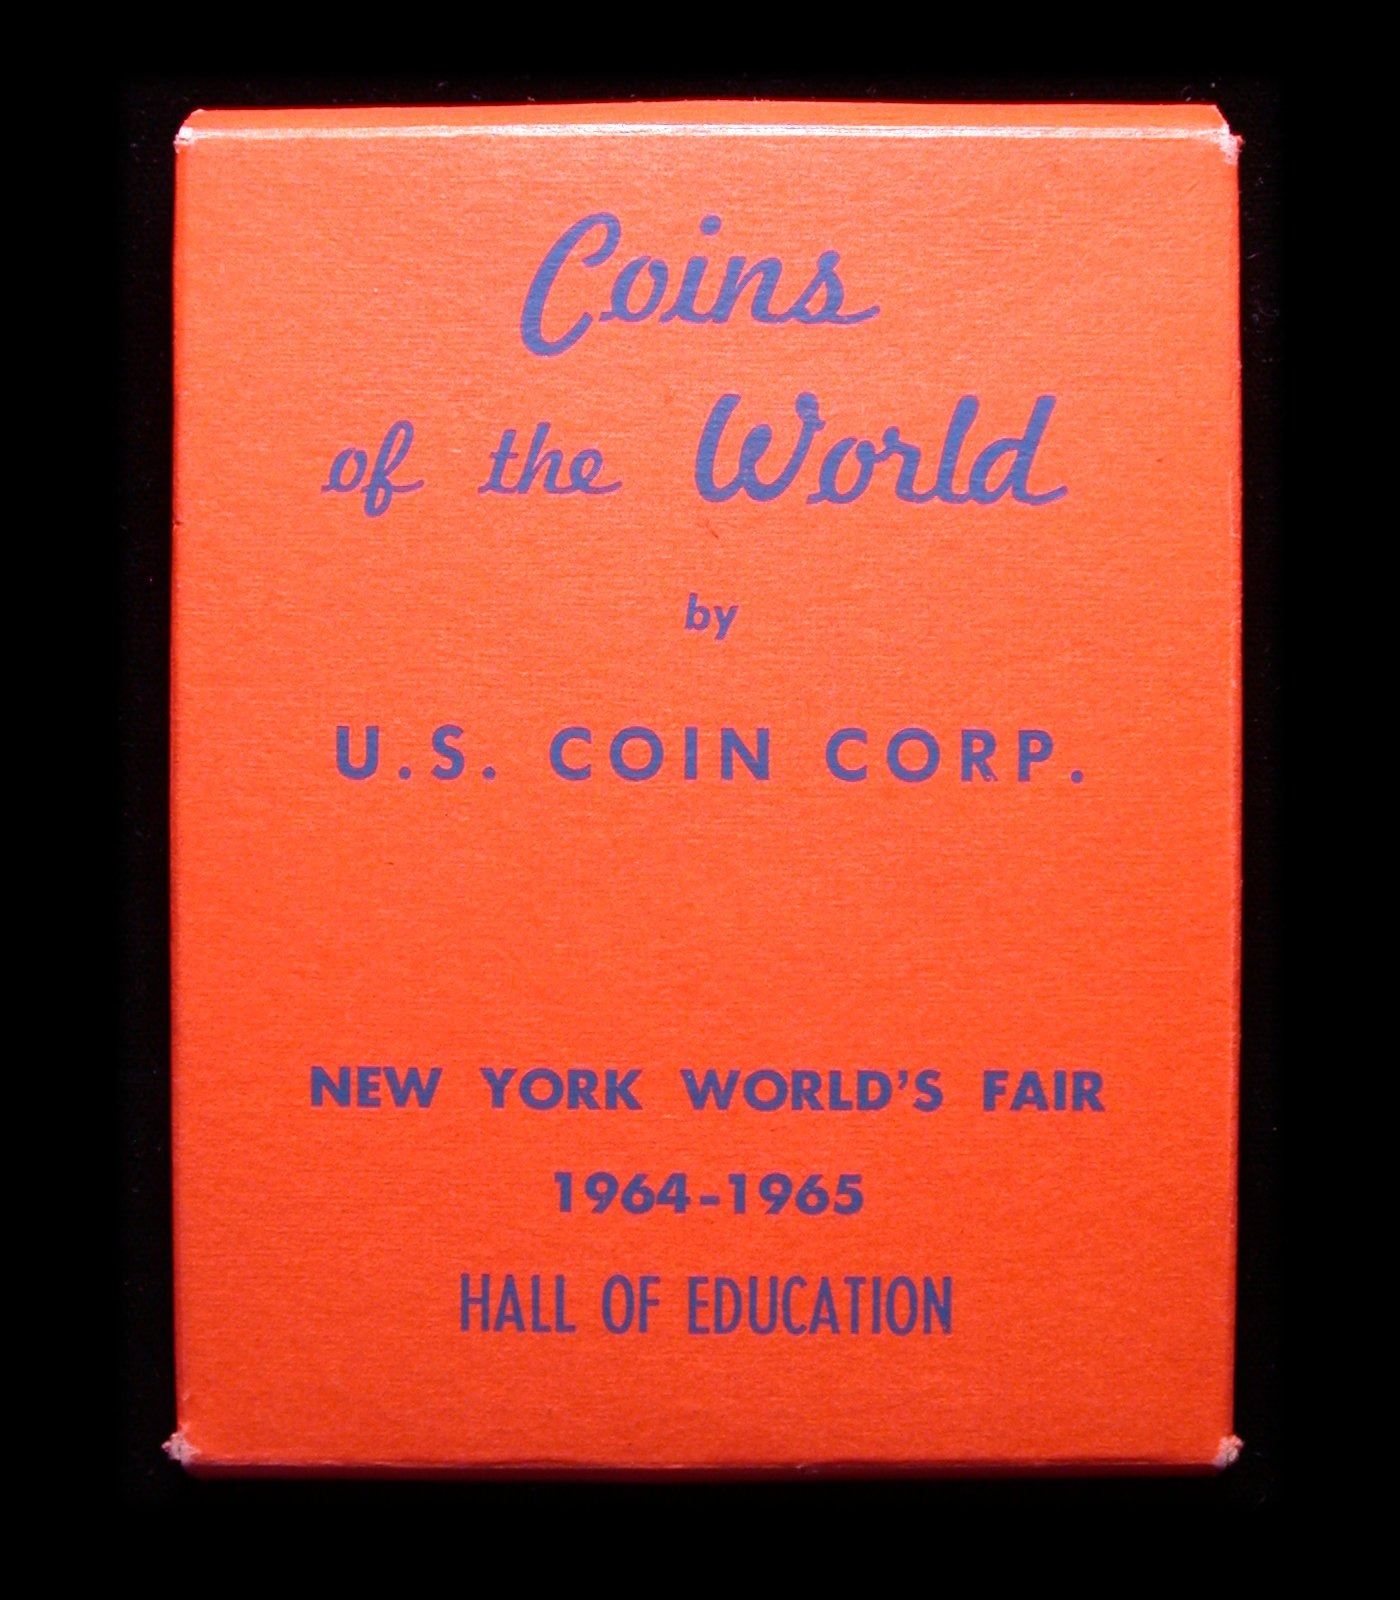 Coins
of the World
by
U.S. COIN CORP.
NEW YORK WORLD'S FAIR
1964-1965
HALL OF EDUCATION